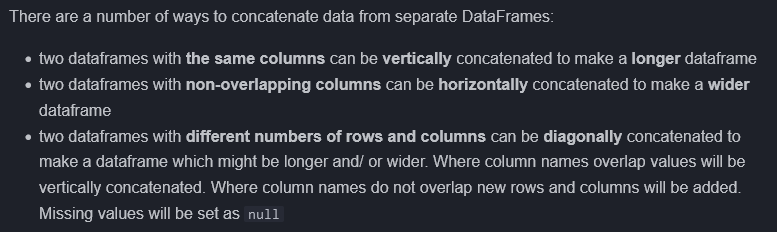 There are a number of ways to concatenate data from separate DataFrames:
• two dataframes with the same columns can be vertically concatenated to make a longer dataframe
• two dataframes with non-overlapping columns can be horizontally concatenated to make a wider
dataframe
• two dataframes with different numbers of rows and columns can be diagonally concatenated to
make a dataframe which might be longer and/ or wider. Where column names overlap values will be
vertically concatenated. Where column names do not overlap new rows and columns will be added.
Missing values will be set as null